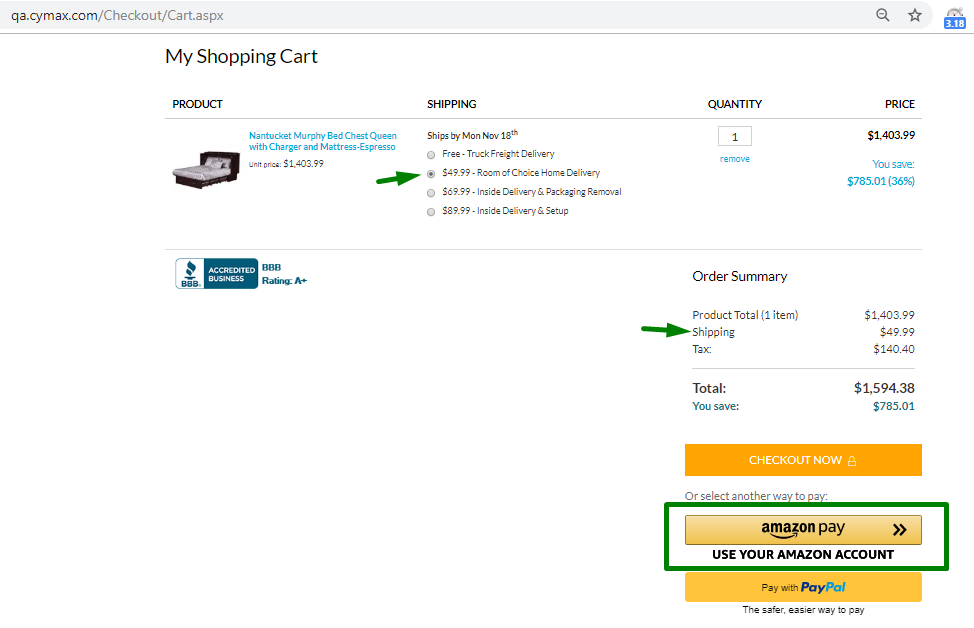 qa.cymax.com/Checkout/Cart.aspx
3.18
My Shopping Cart
PRODUCT SHIPPING QUANTITY PRICE
Nantucket Murphy Bed Chest Queen
with Charger and Mattress-Espresso
Unit price: $1,403.99
Ships by Mon Nov 18th
Free - Truck Freight Delivery
$49.99 - Room of Choice Home Delivery
$69.99 - Inside Delivery & Packaging Removal
$89.99 - Inside Delivery & Setup
1
remove
$1,403.99
You save:
$785.01 (36%)
BBB.
ACCREDITED
BUSINESS
BBB
Rating: A+
Order Summary
Product Total (1 item) $1,403.99
Shipping $49.99
Tax: $140.40
Total: $1,594.38
You save: $785.01
CHECKOUT NOW
Or select another way to pay:
amazon pay
USE YOUR AMAZON ACCOUNT
Pay with PayPal
The safer, easier way to pay